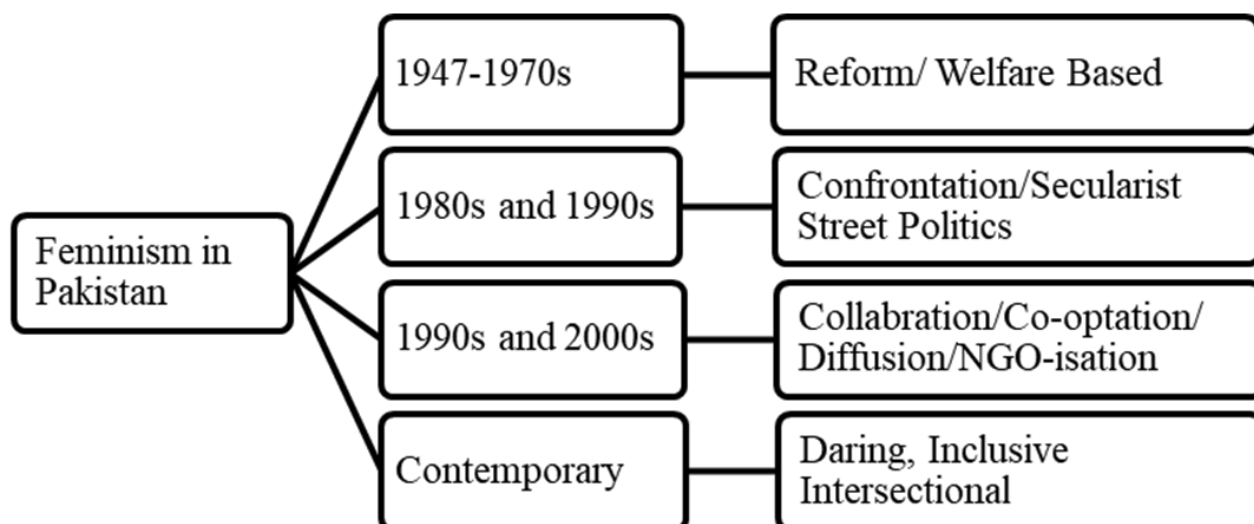 Feminism in
Pakistan
1947-1970s
Reform/ Welfare Based
1980s and 1990s
Confrontation/Secularist
Street Politics
1990s and 2000s
Collabration/Co-optation/
Diffusion/NGO-isation
Contemporary
Daring, Inclusive
Intersectional